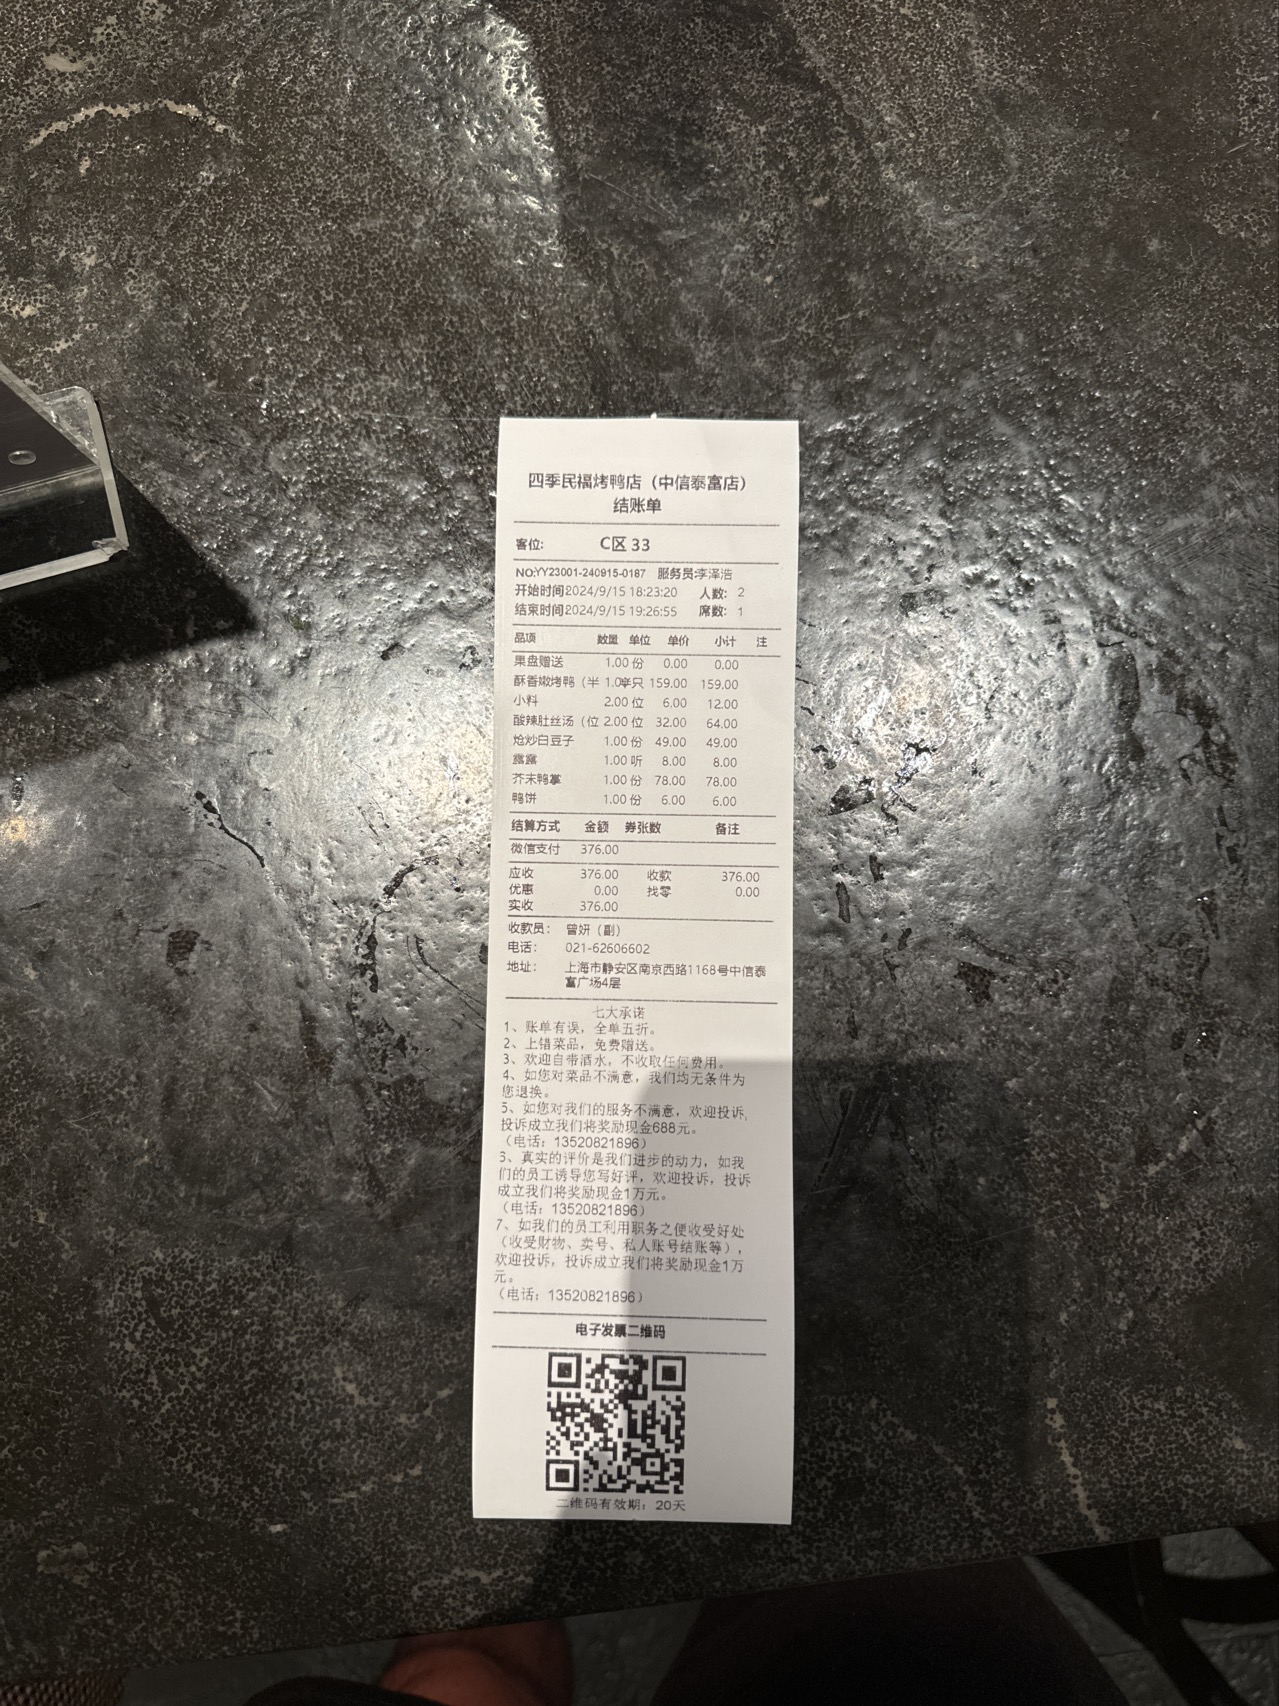 四季民福烤鸭店（中信泰富店）
结账单
客位: C区 33
NO:YY23001-240915-0187 服务员:李泽浩
开始时间2024/9/15 18:23:20 人数: 2
结束时间2024/9/15 19:26:55 席数: 1
品项 数量 单位 单价 小计 注
果盘赠送 1.00 份 0.00 0.00
酥香嫩烤鸭（半 1.0 半只 159.00 159.00
小料 2.00 位 6.00 12.00
酸辣肚丝汤（位 2.00 位 32.00 64.00
炝炒白豆子 1.00 份 49.00 49.00
露露 1.00 听 8.00 8.00
芥末鸭掌 1.00 份 78.00 78.00
鸭饼 1.00 份 6.00 6.00
结算方式 金额 券张数 备注
微信支付 376.00
应收 376.00 收款 376.00
优惠 0.00 找零 0.00
实收 376.00
收款员: 曾妍（副）
电话: 021-62606602
地址: 上海市静安区南京西路1168号中信泰
富广场4层
七大承诺
1、账单有误，全单五折。
2、上错菜品，免费赠送。
3、欢迎自带酒水，不收取任何费用。
4、如您对菜品不满意，我们均无条件为
您退换。
5、如您对我们的服务不满意，欢迎投诉，
投诉成立我们将奖励现金688元。
（电话：13520821896）
6、真实的评价是我们进步的动力，如我
们的员工诱导您写好评，欢迎投诉，投诉
成立我们将奖励现金1万元。
（电话：13520821896）
7、如我们的员工利用职务之便收受好处
（收受财物、卖号、私人账号结账等），
欢迎投诉，投诉成立我们将奖励现金1万
元。
（电话：13520821896）
电子发票二维码
二维码有效期：20天